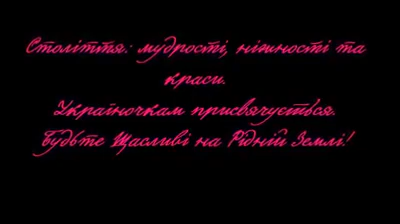 Століття: мудрості, ніжності та
краси.
Україночкам присвячується.
Будьте Щасливі на Рідній Землі!